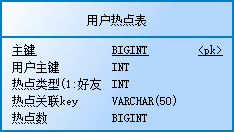 用户热点表
主键 BIGINT <pk>
用户主键 INT
热点类型(1:好友 INT
热点关联key VARCHAR(50)
热点数 BIGINT